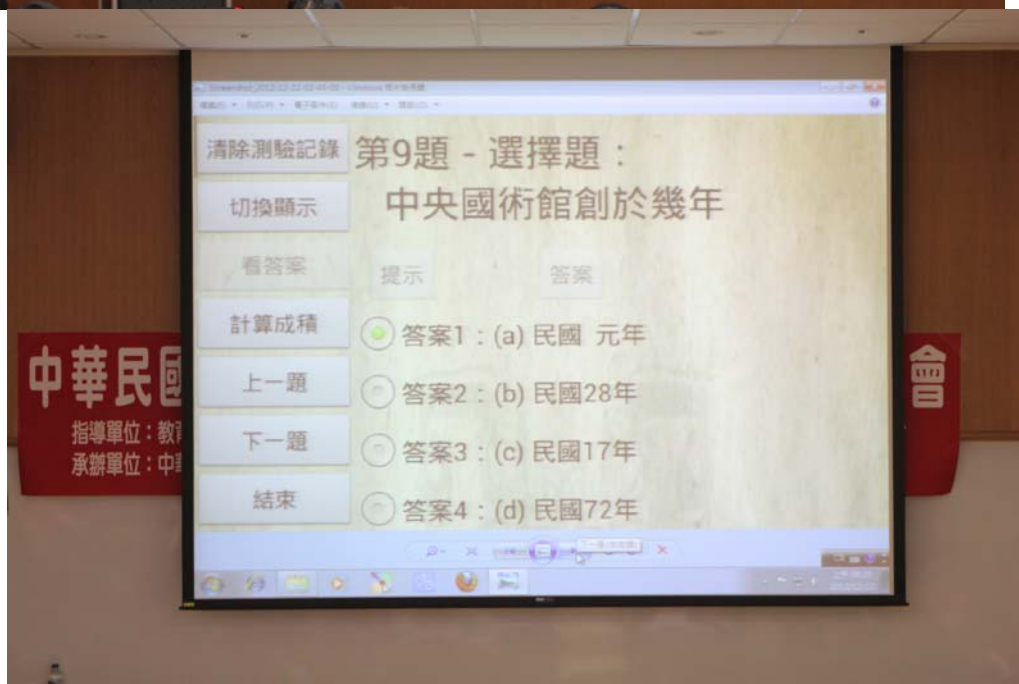 清除測驗記錄
切換顯示
看答案
計算成積
上一題
下一題
結束
第9題 - 選擇題：
中央國術館創於幾年
提示
答案
答案1：(a) 民國 元年
答案2：(b) 民國28年
答案3：(c) 民國17年
答案4：(d) 民國72年
中華民國
會
指導單位：教育
承辦單位：中華